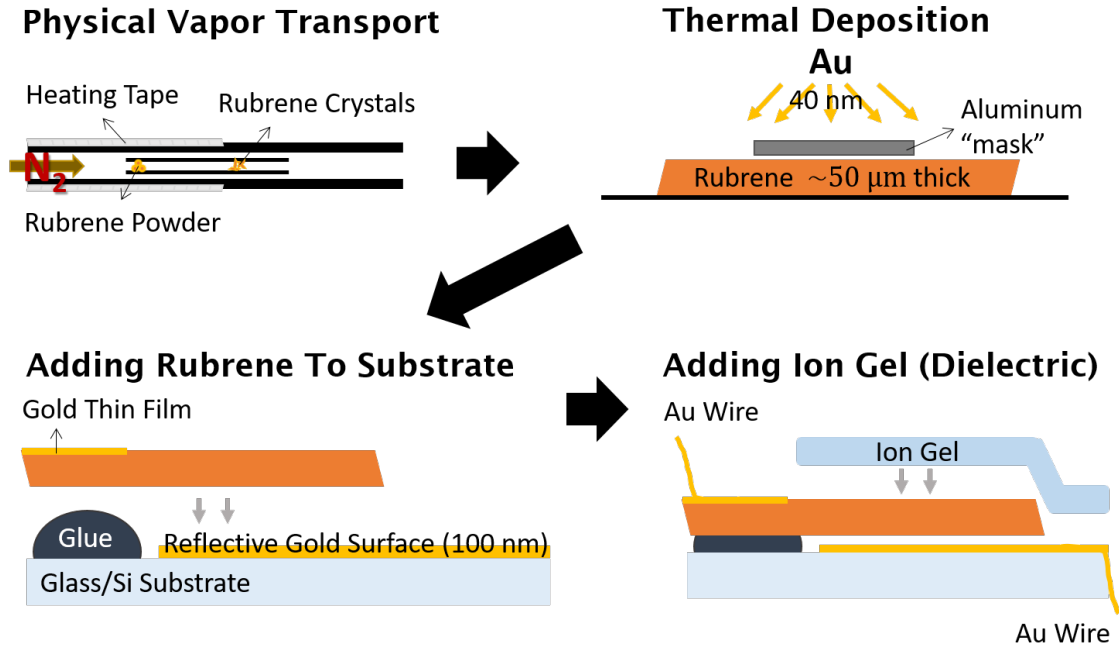 Physical Vapor Transport
Heating Tape
Rubrene Crystals
N₂
Rubrene Powder
Thermal Deposition
Au
40 nm
Aluminum
“mask”
Rubrene ~50 μm thick
Adding Rubrene To Substrate
Gold Thin Film
Glue
Reflective Gold Surface (100 nm)
Glass/Si Substrate
Adding Ion Gel (Dielectric)
Au Wire
Ion Gel
Au Wire